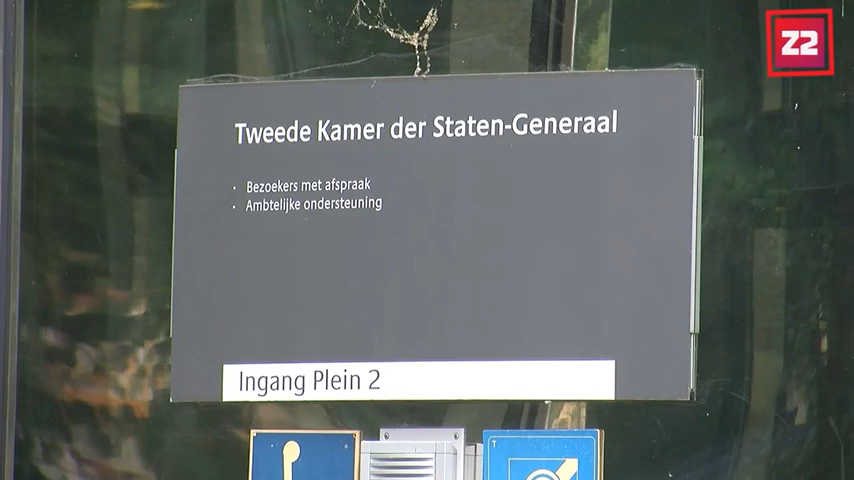 Z2
Tweede Kamer der Staten-Generaal
· Bezoekers met afspraak
· Ambtelijke ondersteuning
Ingang Plein 2
T